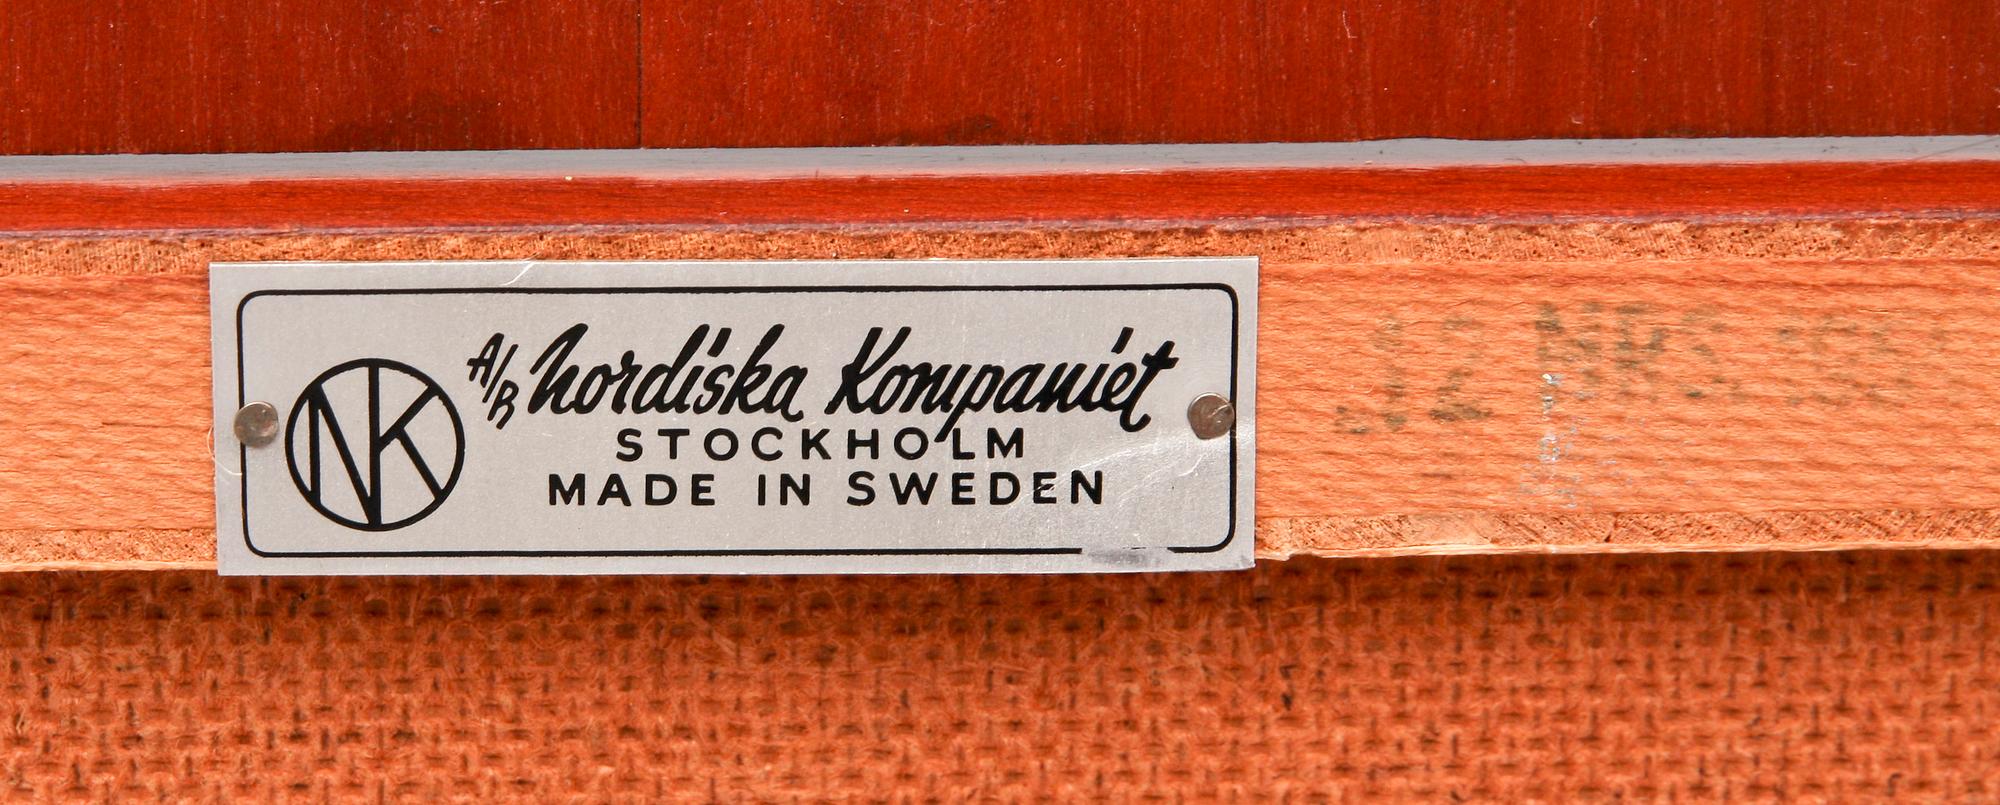 A/B Nordiska Kompaniet
NK
STOCKHOLM
MADE IN SWEDEN